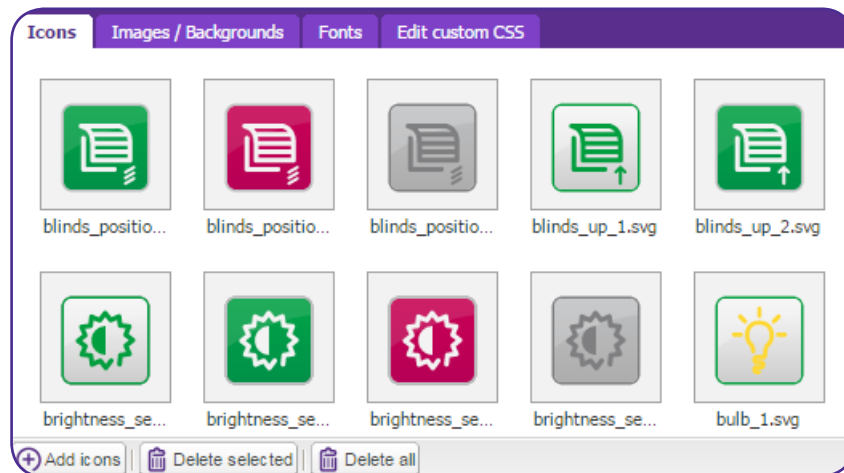 Icons Images / Backgrounds Fonts Edit custom CSS
blinds_positio... blinds_positio... blinds_positio... blinds_up_1.svg blinds_up_2.svg
brightness_se... brightness_se... brightness_se... brightness_se... bulb_1.svg
Add icons Delete selected Delete all